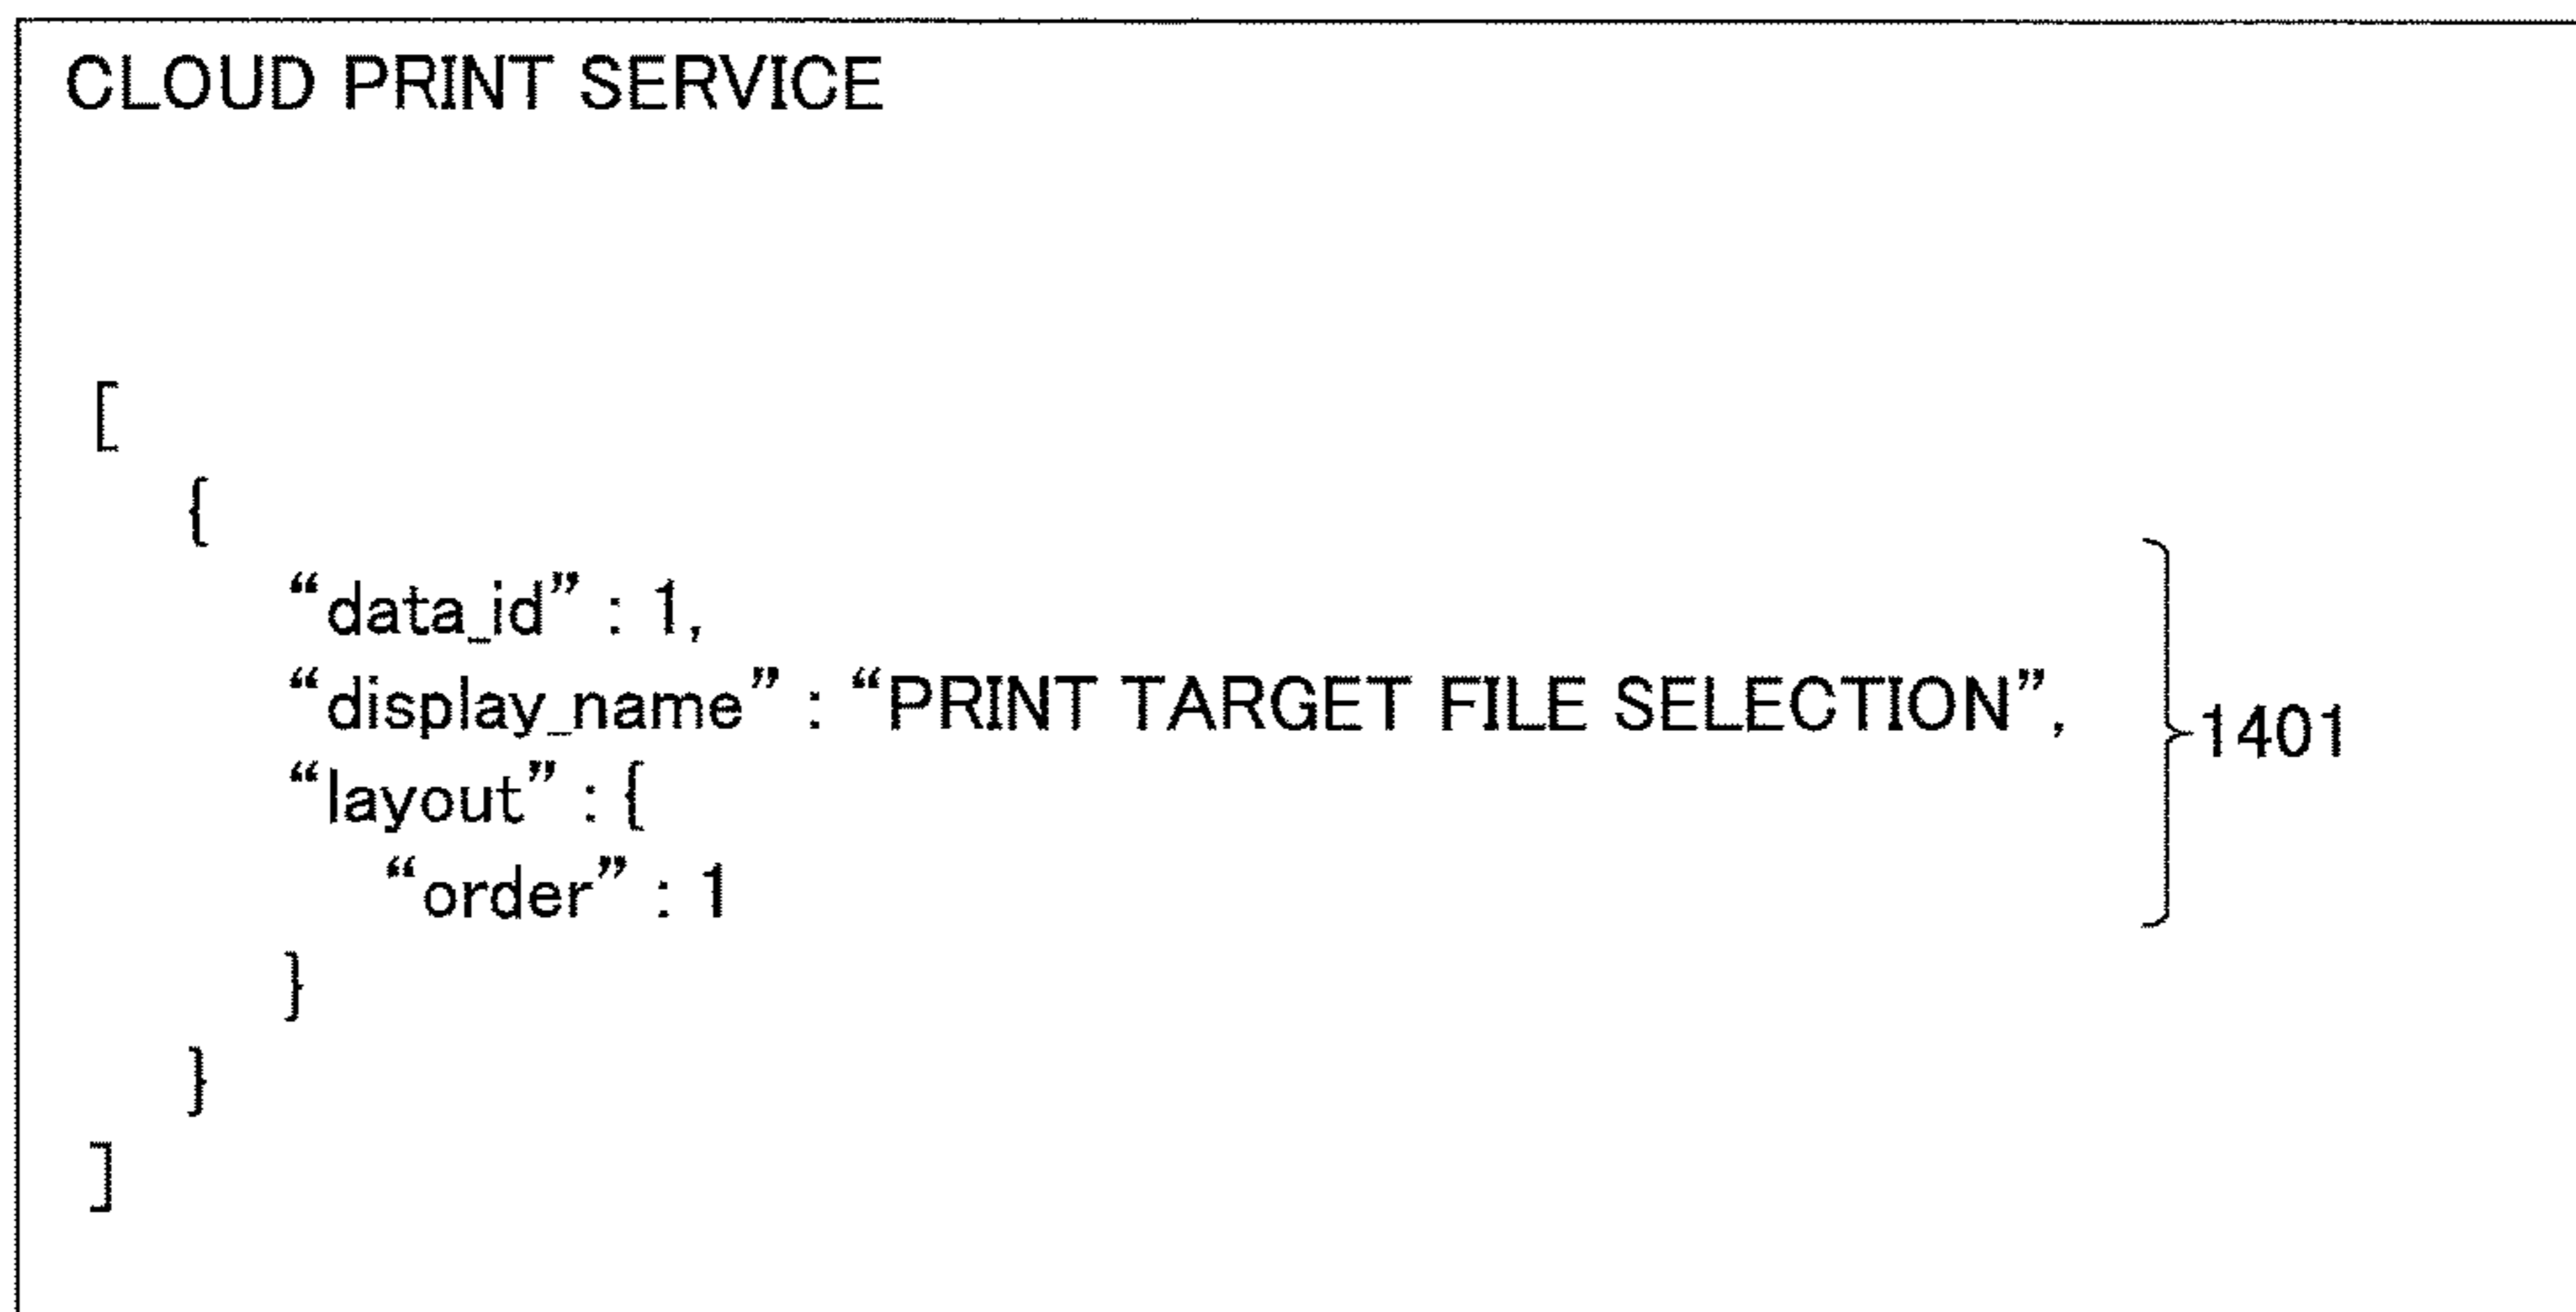 CLOUD PRINT SERVICE
[
{
“data_id” : 1,
“display_name” : “PRINT TARGET FILE SELECTION”,
“layout” : {
“order” : 1
}
}
]
1401